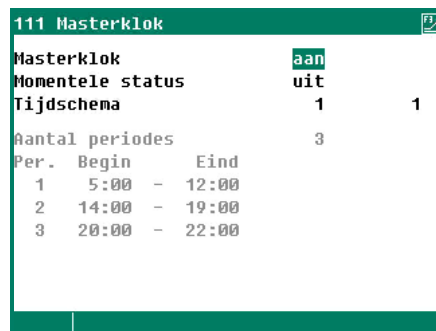 111 Masterklok F3
Masterklok aan
Momentele status uit
Tijdschema 1 1
Aantal periodes 3
Per. Begin Eind
1 5:00 - 12:00
2 14:00 - 19:00
3 20:00 - 22:00